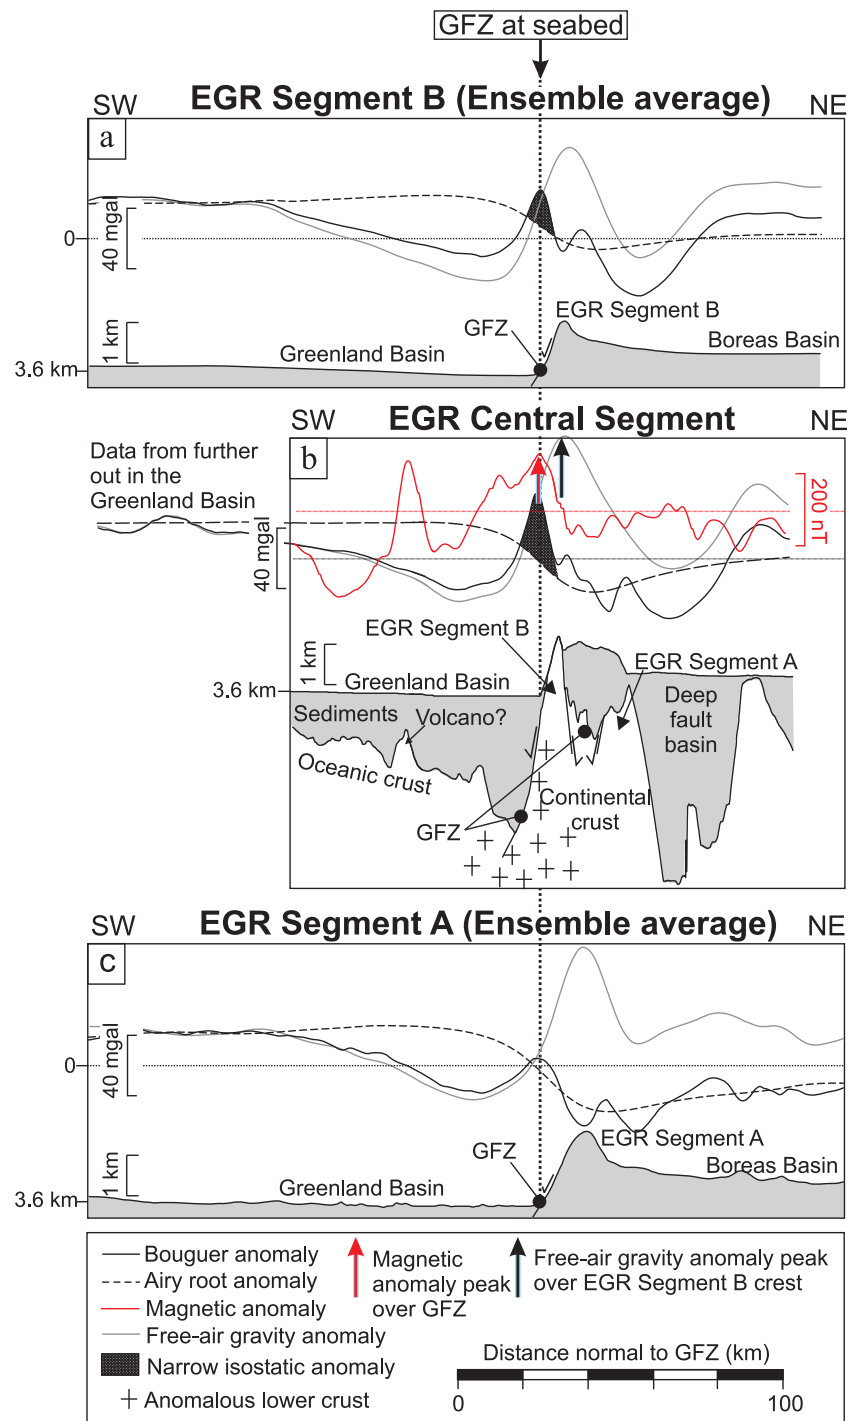 GFZ at seabed
SW EGR Segment B (Ensemble average) NE
a
0
40 mgal
EGR Segment B
GFZ
1 km
Greenland Basin
Boreas Basin
3.6 km
SW EGR Central Segment NE
Data from further
out in the
Greenland Basin
b
200 nT
40 mgal
EGR Segment B
1 km
EGR Segment A
3.6 km
Greenland Basin
Deep
fault
basin
Sediments
Volcano?
Oceanic crust
Continental
crust
GFZ
SW EGR Segment A (Ensemble average) NE
c
0
40 mgal
EGR Segment A
GFZ
1 km
Greenland Basin
Boreas Basin
3.6 km
Bouguer anomaly
Airy root anomaly
Magnetic anomaly
Free-air gravity anomaly
Narrow isostatic anomaly
Anomalous lower crust
Magnetic
anomaly peak
over GFZ
Free-air gravity anomaly peak
over EGR Segment B crest
Distance normal to GFZ (km)
0 100